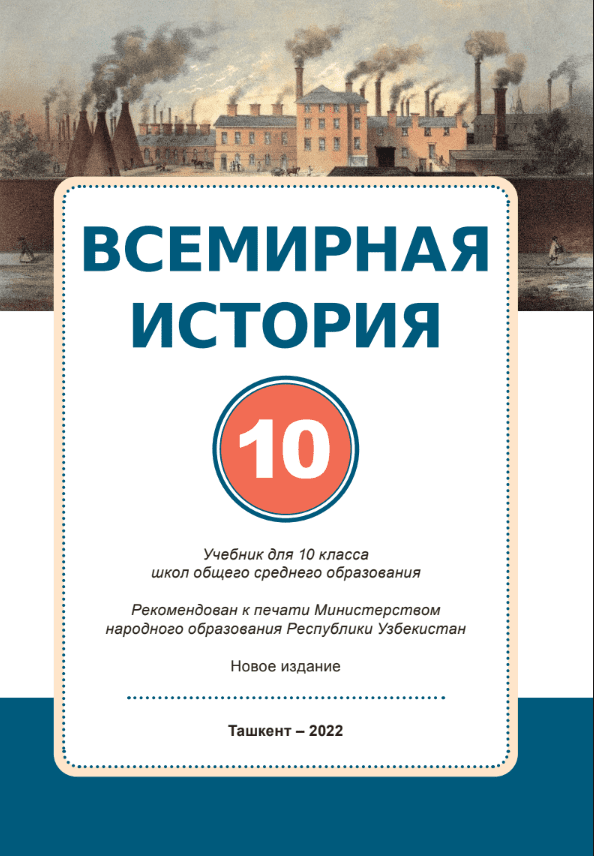 ВСЕМИРНАЯ
ИСТОРИЯ
10
Учебник для 10 класса
школ общего среднего образования
Рекомендован к печати Министерством
народного образования Республики Узбекистан
Новое издание
Ташкент – 2022